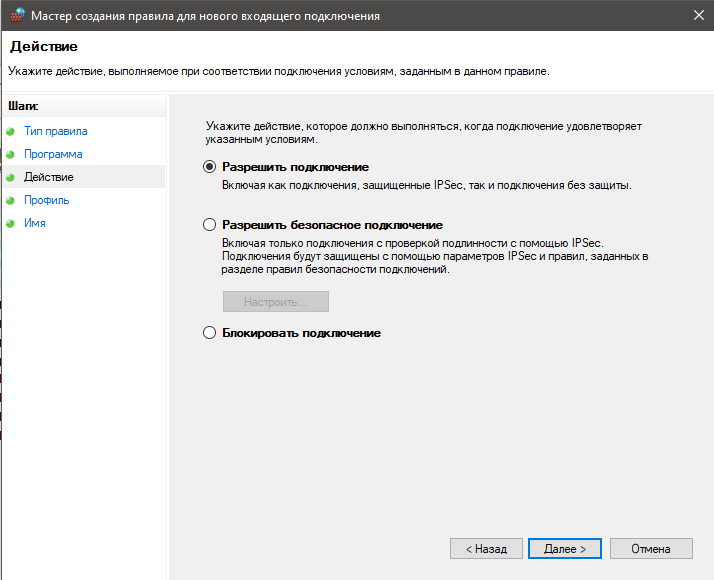 Мастер создания правила для нового входящего подключения
Действие
Укажите действие, выполняемое при соответствии подключения условиям, заданным в данном правиле.
Шаги:
Тип правила
Программа
Действие
Профиль
Имя
Укажите действие, которое должно выполняться, когда подключение удовлетворяет
указанным условиям.
Разрешить подключение
Включая как подключения, защищенные IPSec, так и подключения без защиты.
Разрешить безопасное подключение
Включая только подключения с проверкой подлинности с помощью IPSec.
Подключения будут защищены с помощью параметров IPSec и правил, заданных в
разделе правил безопасности подключений.
Настроить...
Блокировать подключение
< Назад
Далее >
Отмена